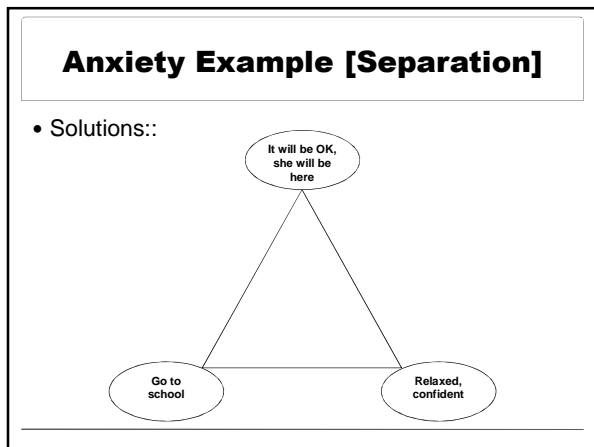 Anxiety Example [Separation]
• Solutions::
It will be OK,
she will be
here
Go to
school
Relaxed,
confident